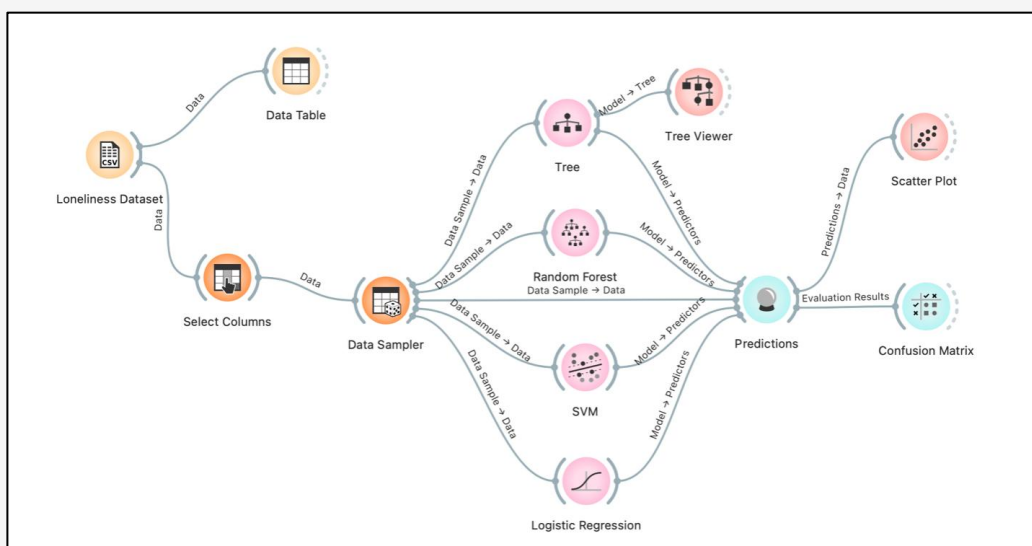 Data
Data Table
CSV
Loneliness Dataset
Data
Select Columns
Data
Data Sampler
Data Sample → Data
Tree
Model → Tree
Tree Viewer
Model → Predictors
Data Sample → Data
Random Forest
Model → Predictors
Data Sample → Data
Data Sample → Data
SVM
Model → Predictors
Data Sample → Data
Logistic Regression
Model → Predictors
Predictions
Predictions → Data
Scatter Plot
Evaluation Results
Confusion Matrix